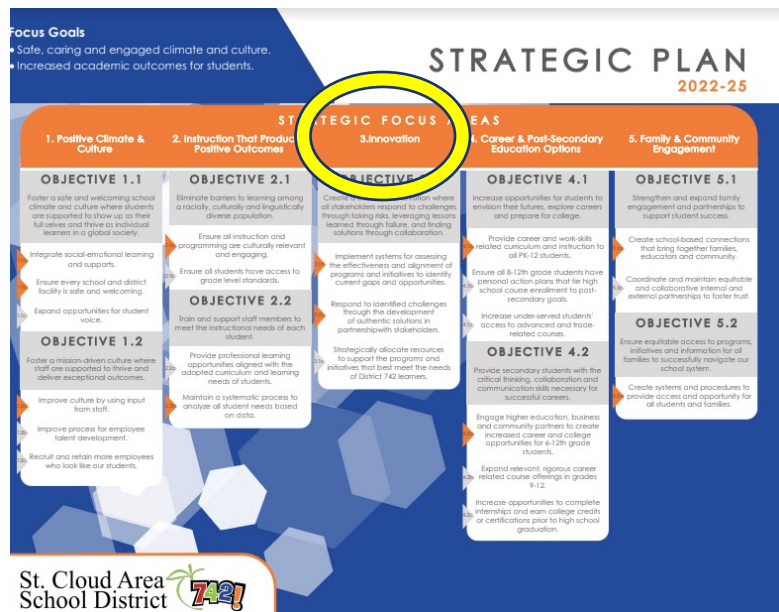 Focus Goals
• Safe, caring and engaged climate and culture.
• Increased academic outcomes for students.
STRATEGIC PLAN
2022-25
STRATEGIC FOCUS AREAS
1. Positive Climate &
Culture
OBJECTIVE 1.1
Foster a safe and welcoming school
climate and culture where students
are supported to show up as their
full selves and thrive as individual
learners in a global society.
Integrate social-emotional learning
and supports.
Ensure every school and district
facility is safe and welcoming.
Expand opportunities for student
voice.
OBJECTIVE 1.2
Foster a mission-driven culture where
staff are supported to thrive and
deliver exceptional outcomes.
Improve culture by using input
from staff.
Improve process for employee
talent development.
Recruit and retain more employees
who look like our students.
2. Instruction That Produc
Positive Outcomes
OBJECTIVE 2.1
Eliminate barriers to learning among
a racially, culturally and linguistically
diverse population.
Ensure all instruction and
programming are culturally relevant
and engaging.
Ensure all students have access to
grade level standards.
OBJECTIVE 2.2
Train and support staff members to
meet the instructional needs of each
student.
Provide professional learning
opportunities aligned with the
adopted curriculum and learning
needs of students.
Maintain a systematic process to
analyze all student needs based
on data.
3.Innovation
OBJECTIVE
Create a where
all stakeholders respond to challenges
through taking risks, leveraging lessons
learned through failure, and finding
solutions through collaboration.
Implement systems for assessing
the effectiveness and alignment of
programs and initiatives to identify
current gaps and opportunities.
Respond to identified challenges
through the development
of authentic solutions in
partnershipwith stakeholders.
Strategically allocate resources
to support the programs and
initiatives that best meet the needs
of District 742 learners.
4. Career & Post-Secondary
Education Options
OBJECTIVE 4.1
Increase opportunities for students to
envision their futures, explore careers
and prepare for college.
Provide career and work-skills
related curriculum and instruction to
all PK-12 students.
Ensure all 8-12th grade students have
personal action plans that tie high
school course enrollment to post-
secondary goals.
Increase under-served students'
access to advanced and trade-
related courses.
OBJECTIVE 4.2
Provide secondary students with the
critical thinking, collaboration and
communication skills necessary for
successful careers.
Engage higher education, business
and community partners to create
increased career and college
opportunities for 6-12th grade
students.
Expand relevant, rigorous career
related course offerings in grades
9-12.
Increase opportunities to complete
internships and earn college credits
or certifications prior to high school
graduation.
5. Family & Community
Engagement
OBJECTIVE 5.1
Strengthen and expand family
engagement and partnerships to
support student success.
Create school-based connections
that bring together families,
educators and community.
Coordinate and maintain equitable
and collaborative internal and
external partnerships to foster trust.
OBJECTIVE 5.2
Ensure equitable access to programs,
initiatives and information for all
families to successfully navigate our
school system.
Create systems and procedures to
provide access and opportunity for
all students and families.
St. Cloud Area
School District
742!